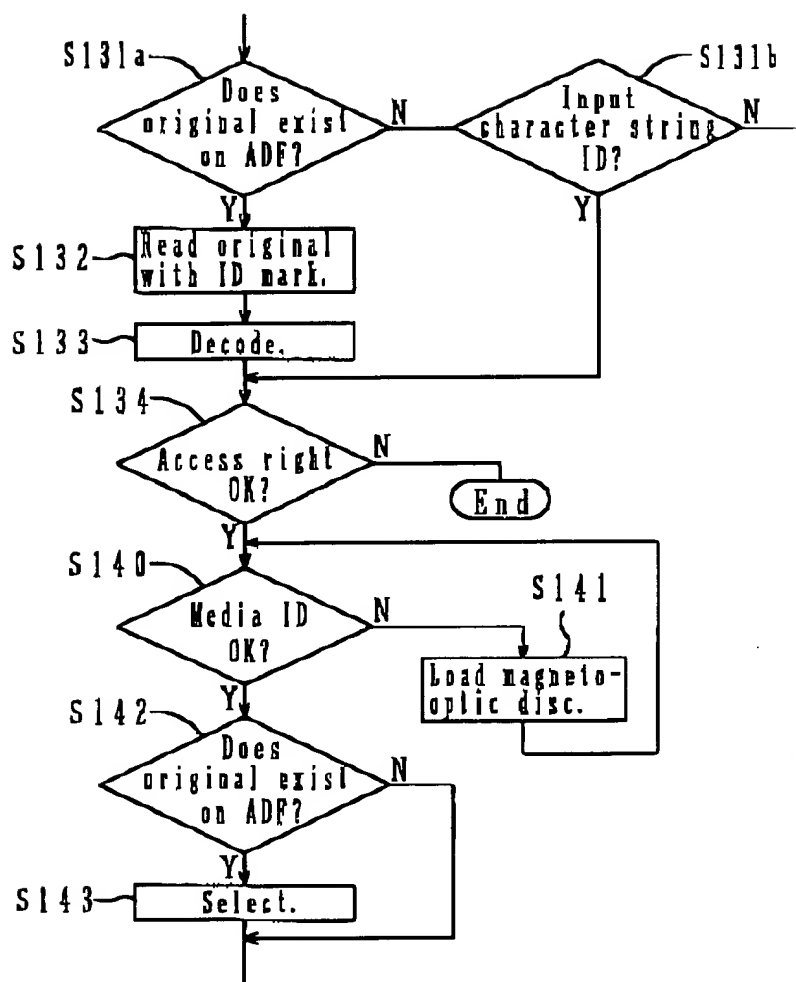 S131a
S131b
Does
original exist
on ADF?
N
Input
character string
ID?
N
Y
Y
S132
Read original
with ID mark.
S133
Decode.
S134
Access right
OK?
N
End
Y
S140
Media ID
OK?
N
S141
Load magneto-
optic disc.
Y
S142
Does
original exist
on ADF?
N
Y
S143
Select.